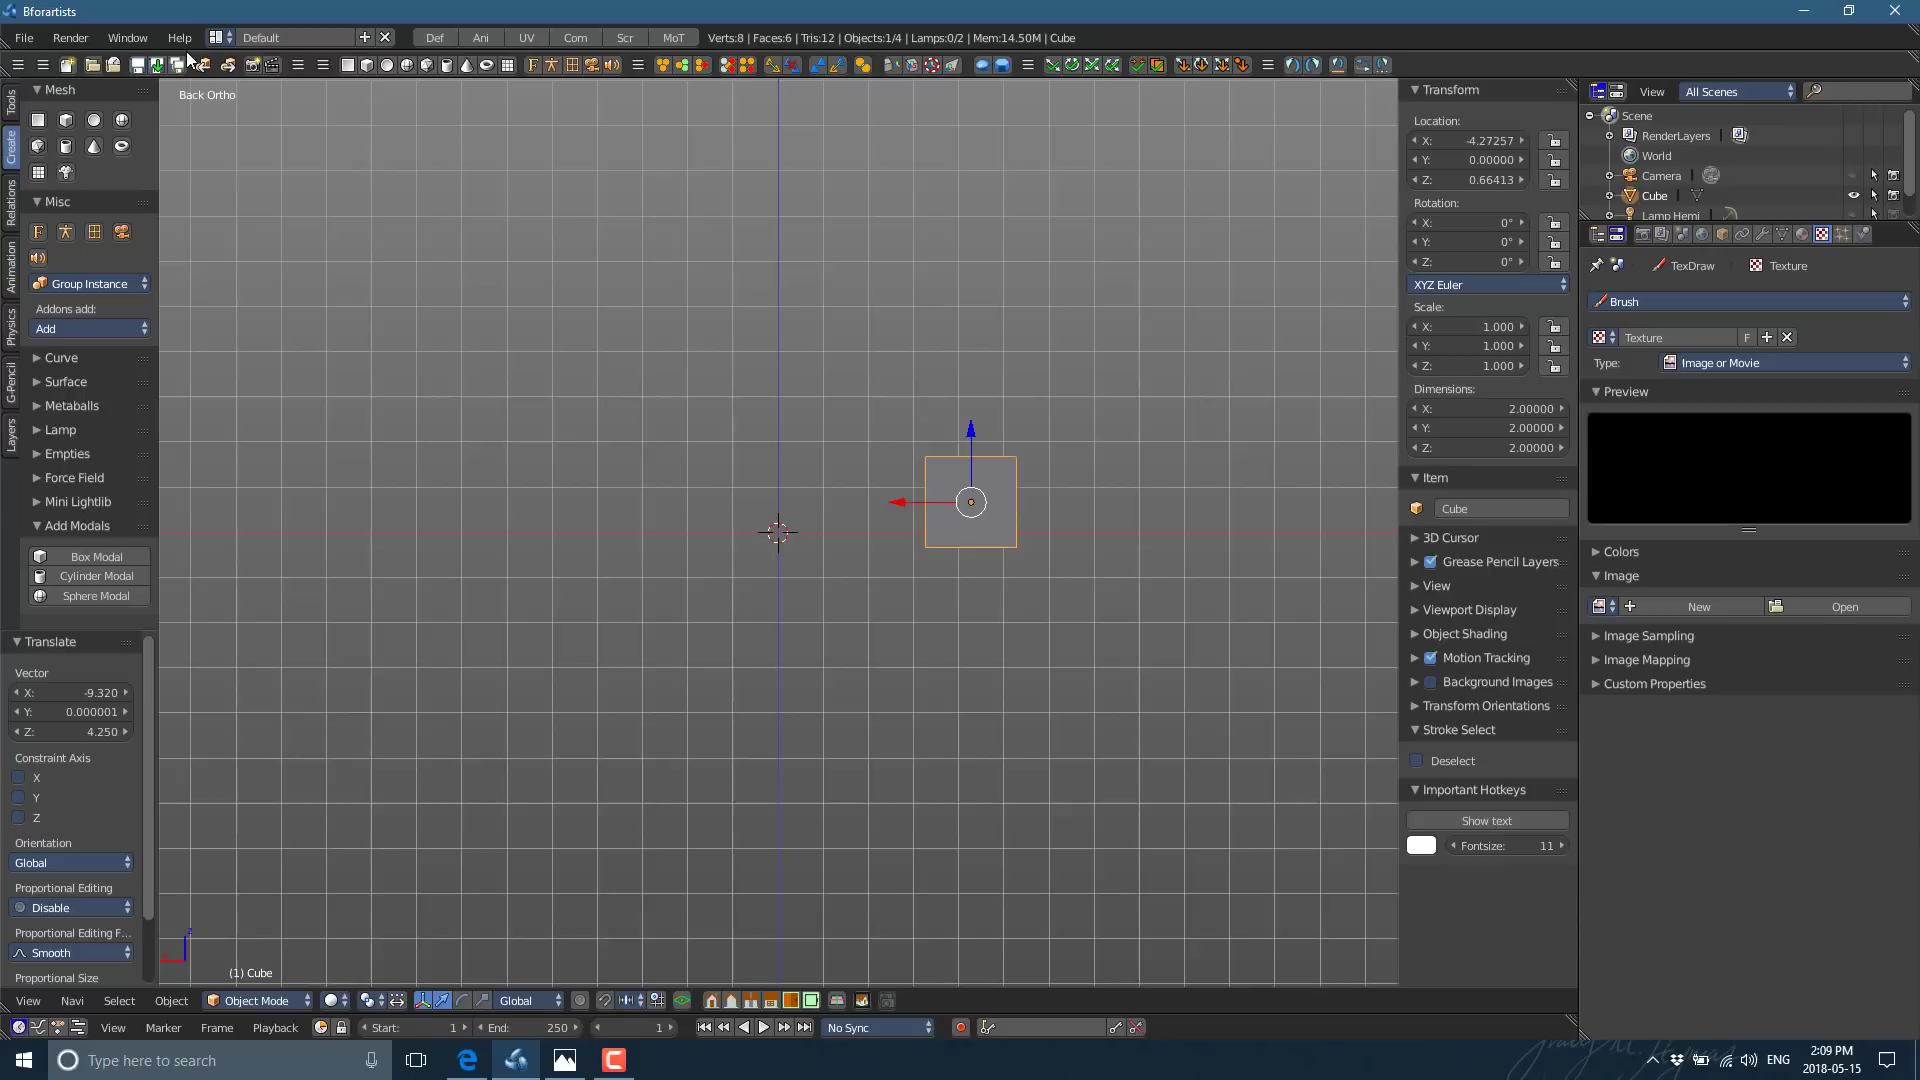 Bforartists
File Render Window Help Default Def Ani UV Com Scr MoT Verts:8 | Faces:6 | Tris:12 | Objects:1/4 | Lamps:0/2 | Mem:14.50M | Cube
Mesh
Back Ortho
Tools
Create
Relations
Animation
Physics
G-Pencil
Layers
Misc
F
Group Instance
Addons add:
Add
Curve
Surface
Metaballs
Lamp
Empties
Force Field
Mini Lightlib
Add Modals
Box Modal
Cylinder Modal
Sphere Modal
Translate
Vector
X: -9.320
Y: 0.000001
Z: 4.250
Constraint Axis
X
Y
Z
Orientation
Global
Proportional Editing
Disable
Proportional Editing F...
Smooth
Proportional Size
z
(1) Cube
Transform
Location:
X: -4.27257
Y: 0.00000
Z: 0.66413
Rotation:
X: 0°
Y: 0°
Z: 0°
XYZ Euler
Scale:
X: 1.000
Y: 1.000
Z: 1.000
Dimensions:
X: 2.00000
Y: 2.00000
Z: 2.00000
Item
Cube
3D Cursor
Grease Pencil Layers
View
Viewport Display
Object Shading
Motion Tracking
Background Images
Transform Orientations
Stroke Select
Deselect
Important Hotkeys
Show text
Fontsize: 11
View All Scenes
Scene
RenderLayers
World
Camera
Cube
Lamp Hemi
TexDraw Texture
Brush
Texture F
Type: Image or Movie
Preview
Colors
Image
New Open
Image Sampling
Image Mapping
Custom Properties
View Navi Select Object Object Mode Global
View Marker Frame Playback Start: 1 End: 250 1 No Sync
Type here to search
ENG
2:09 PM
2018-05-15